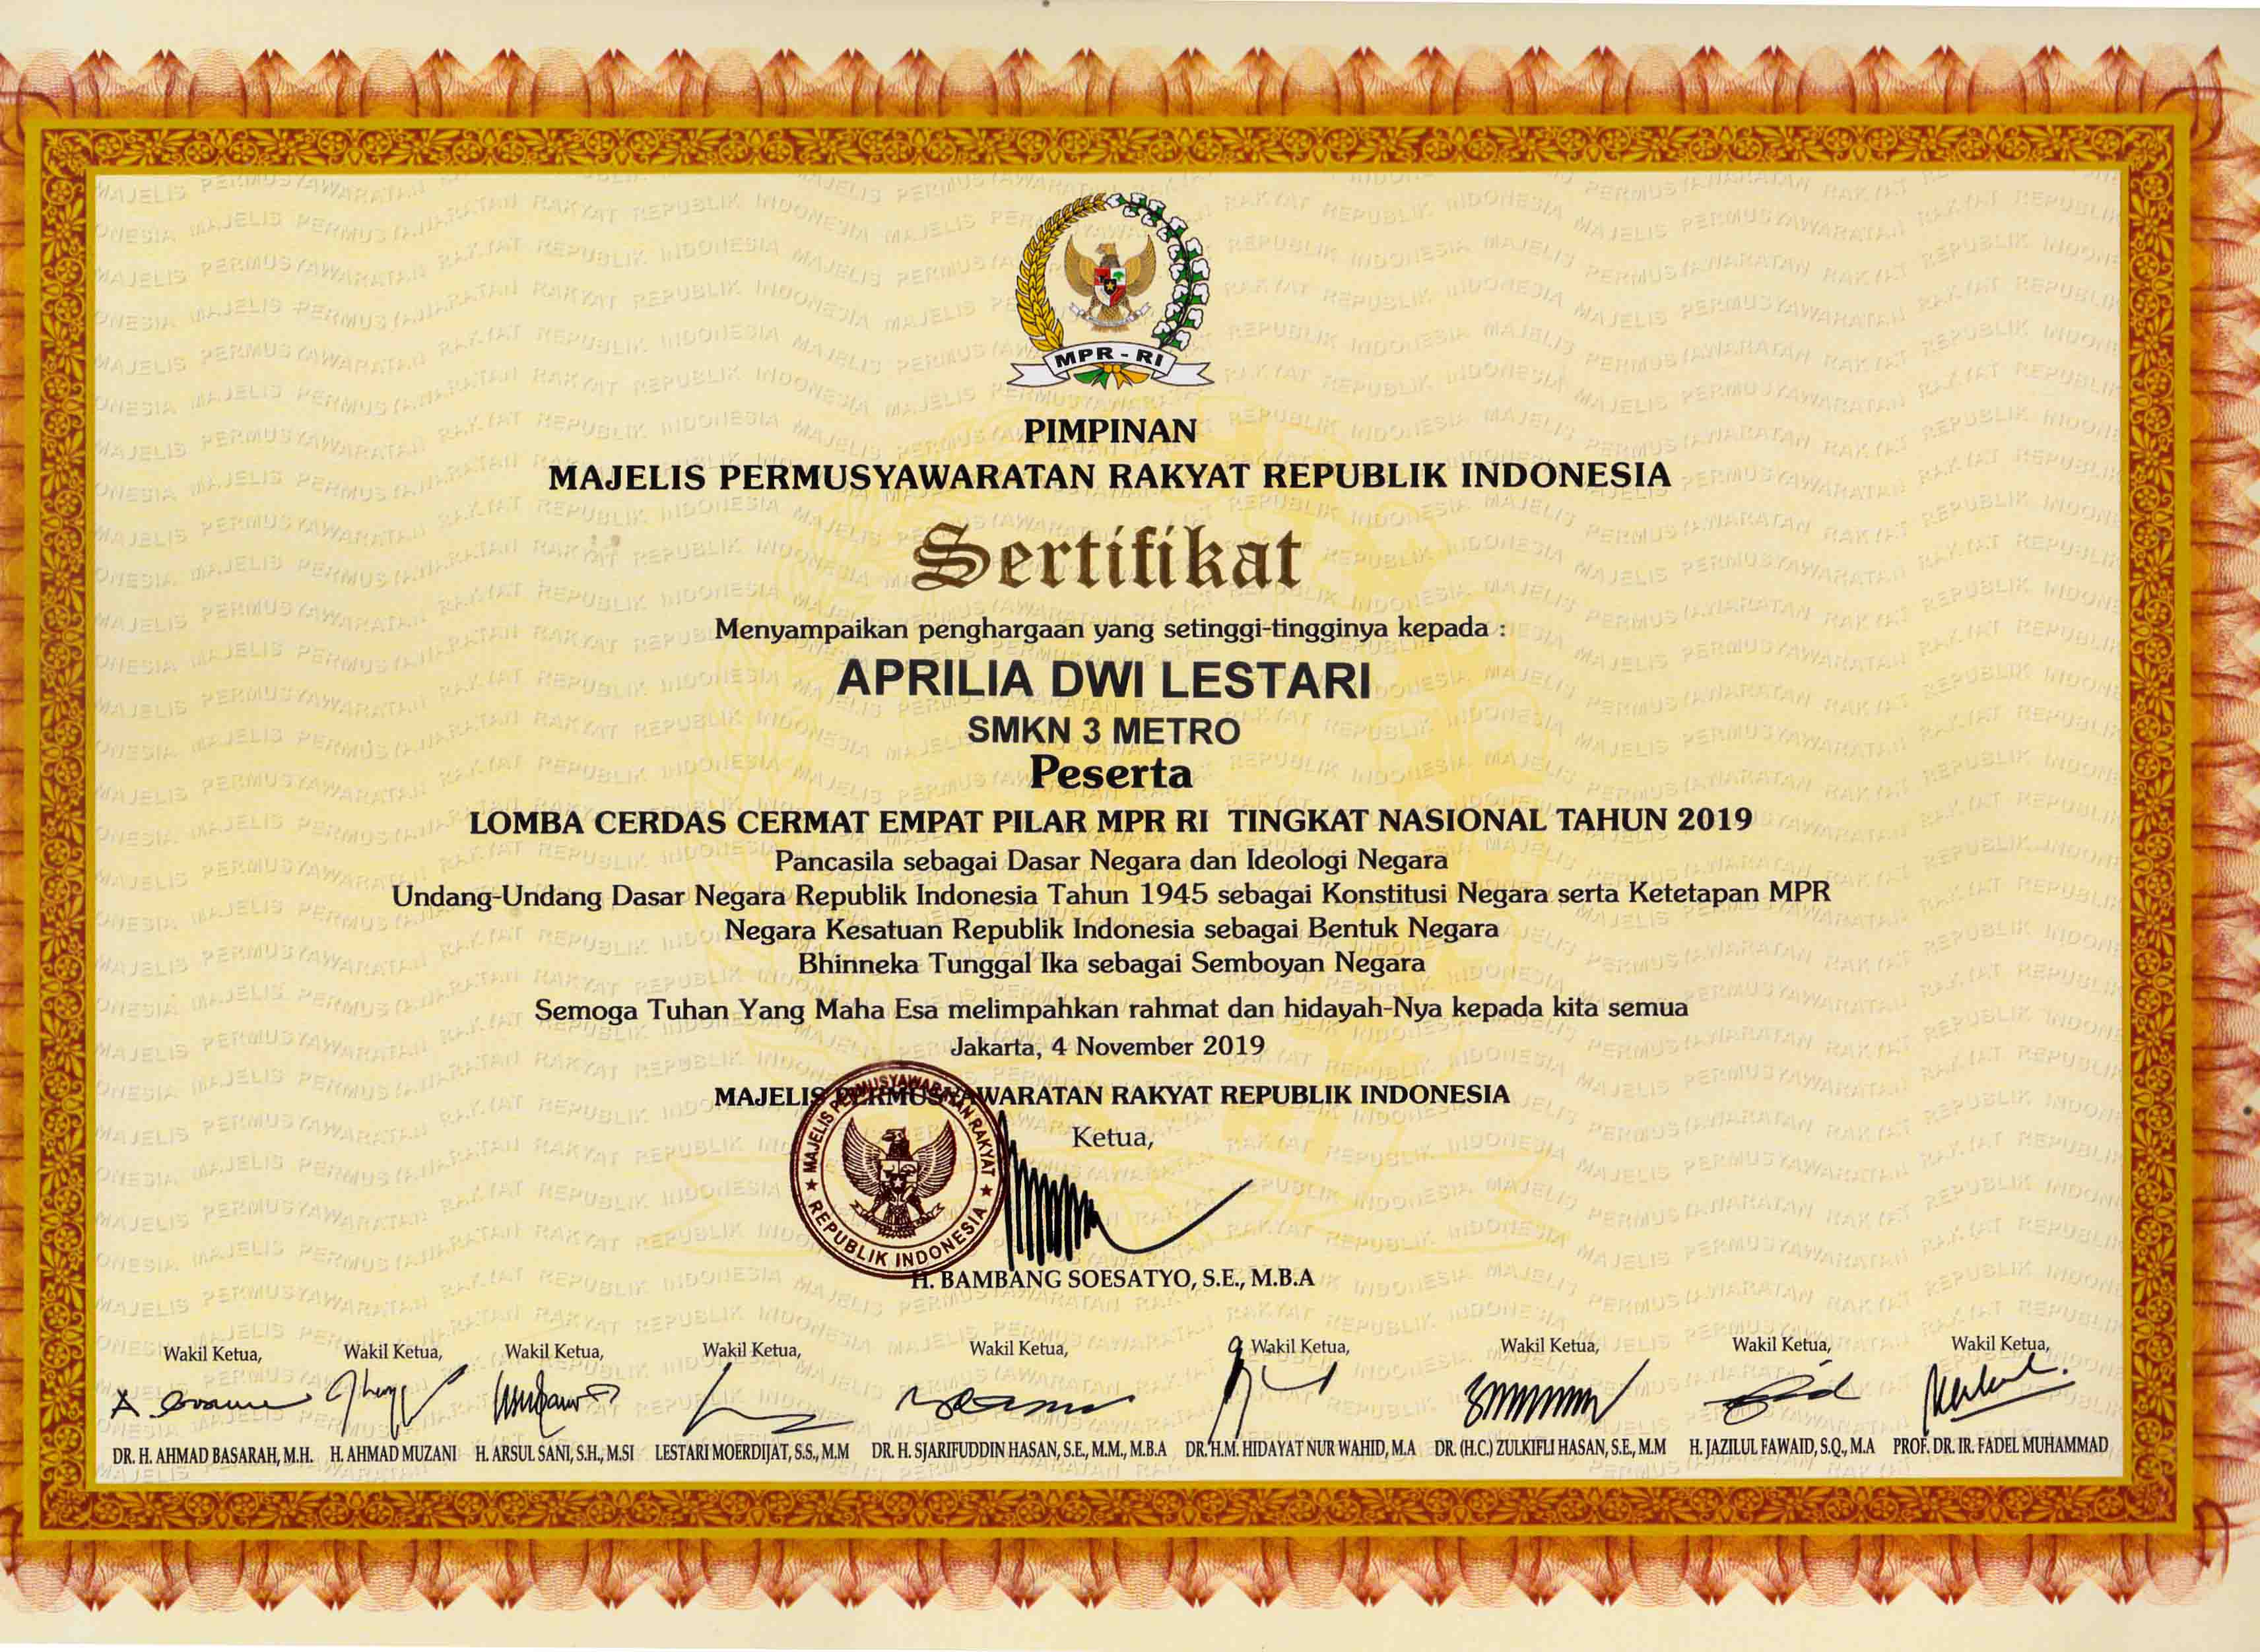 MPR - RI
PIMPINAN
MAJELIS PERMUSYAWARATAN RAKYAT REPUBLIK INDONESIA
Sertifikat
Menyampaikan penghargaan yang setinggi-tingginya kepada :
APRILIA DWI LESTARI
SMKN 3 METRO
Peserta
LOMBA CERDAS CERMAT EMPAT PILAR MPR RI TINGKAT NASIONAL TAHUN 2019
Pancasila sebagai Dasar Negara dan Ideologi Negara
Undang-Undang Dasar Negara Republik Indonesia Tahun 1945 sebagai Konstitusi Negara serta Ketetapan MPR
Negara Kesatuan Republik Indonesia sebagai Bentuk Negara
Bhinneka Tunggal Ika sebagai Semboyan Negara
Semoga Tuhan Yang Maha Esa melimpahkan rahmat dan hidayah-Nya kepada kita semua
Jakarta, 4 November 2019
MAJELIS PERMUSYAWARATAN RAKYAT REPUBLIK INDONESIA
Ketua,
MAJELIS PERMUSYAWARATAN RAKYAT
REPUBLIK INDONESIA
H. BAMBANG SOESATYO, S.E., M.B.A
Wakil Ketua, Wakil Ketua, Wakil Ketua, Wakil Ketua, Wakil Ketua, Wakil Ketua, Wakil Ketua, Wakil Ketua, Wakil Ketua,
DR. H. AHMAD BASARAH, M.H. H. AHMAD MUZANI H. ARSUL SANI, S.H., M.SI LESTARI MOERDIJAT, S.S., M.M DR. H. SJARIFUDDIN HASAN, S.E., M.M., M.B.A DR. H.M. HIDAYAT NUR WAHID, M.A DR. (H.C.) ZULKIFLI HASAN, S.E., M.M H. JAZILUL FAWAID, S.Q., M.A PROF. DR. IR. FADEL MUHAMMAD